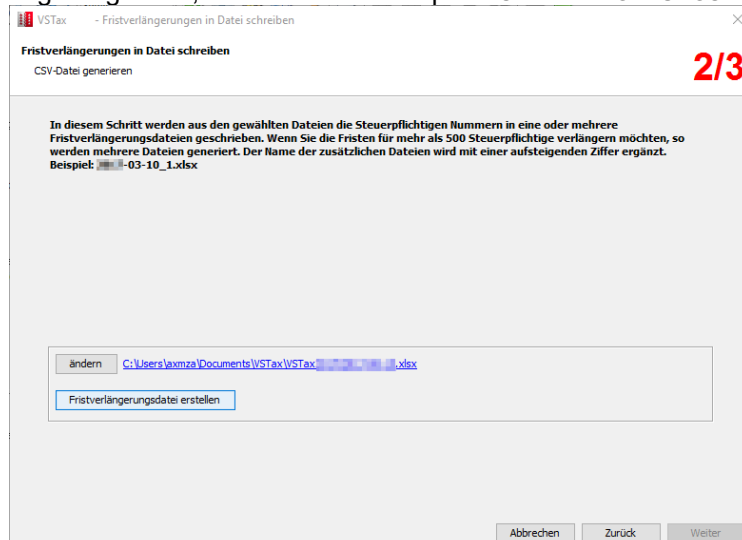 VSTax - Fristverlängerungen in Datei schreiben
Fristverlängerungen in Datei schreiben
CSV-Datei generieren
2/3
In diesem Schritt werden aus den gewählten Dateien die Steuerpflichtigen Nummern in eine oder mehrere
Fristverlängerungsdateien geschrieben. Wenn Sie die Fristen für mehr als 500 Steuerpflichtige verlängern möchten, so
werden mehrere Dateien generiert. Der Name der zusätzlichen Dateien wird mit einer aufsteigenden Ziffer ergänzt.
Beispiel: -03-10_1.xlsx
ändern C:\Users\axmza\Documents\VSTax\VSTax .xlsx
Fristverlängerungsdatei erstellen
Abbrechen Zurück Weiter